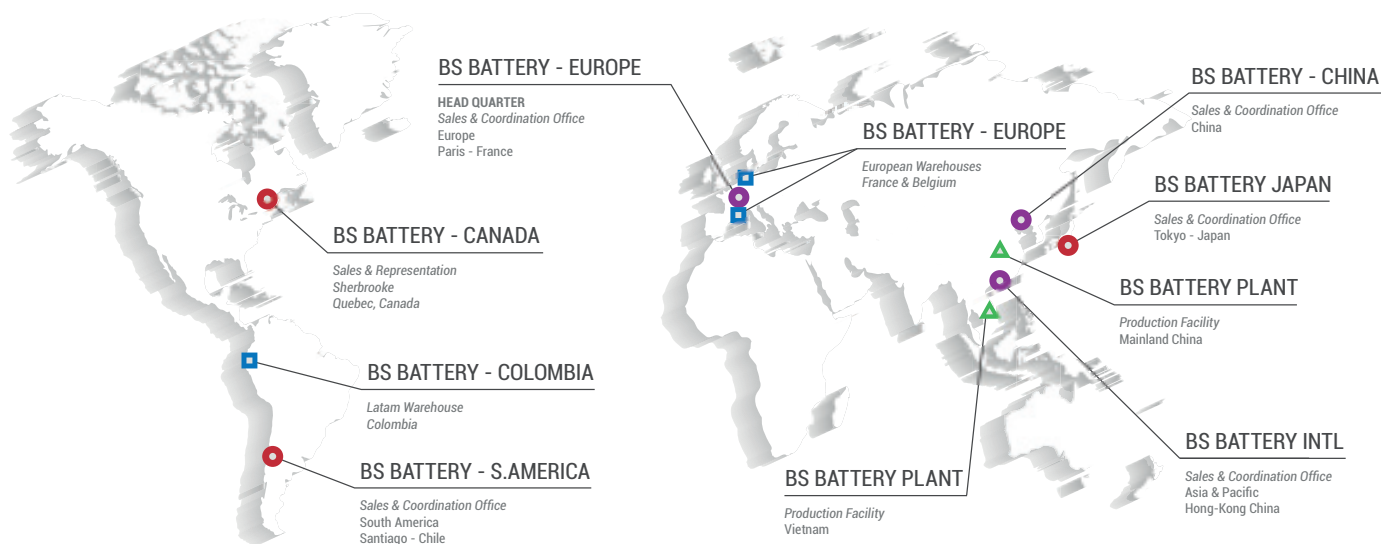 BS BATTERY - EUROPE
HEAD QUARTER
Sales & Coordination Office
Europe
Paris - France
BS BATTERY - CHINA
Sales & Coordination Office
China
BS BATTERY - EUROPE
European Warehouses
France & Belgium
BS BATTERY JAPAN
Sales & Coordination Office
Tokyo - Japan
BS BATTERY - CANADA
Sales & Representation
Sherbrooke
Quebec, Canada
BS BATTERY PLANT
Production Facility
Mainland China
BS BATTERY - COLOMBIA
Latam Warehouse
Colombia
BS BATTERY - S.AMERICA
Sales & Coordination Office
South America
Santiago - Chile
BS BATTERY PLANT
Production Facility
Vietnam
BS BATTERY INTL
Sales & Coordination Office
Asia & Pacific
Hong-Kong China